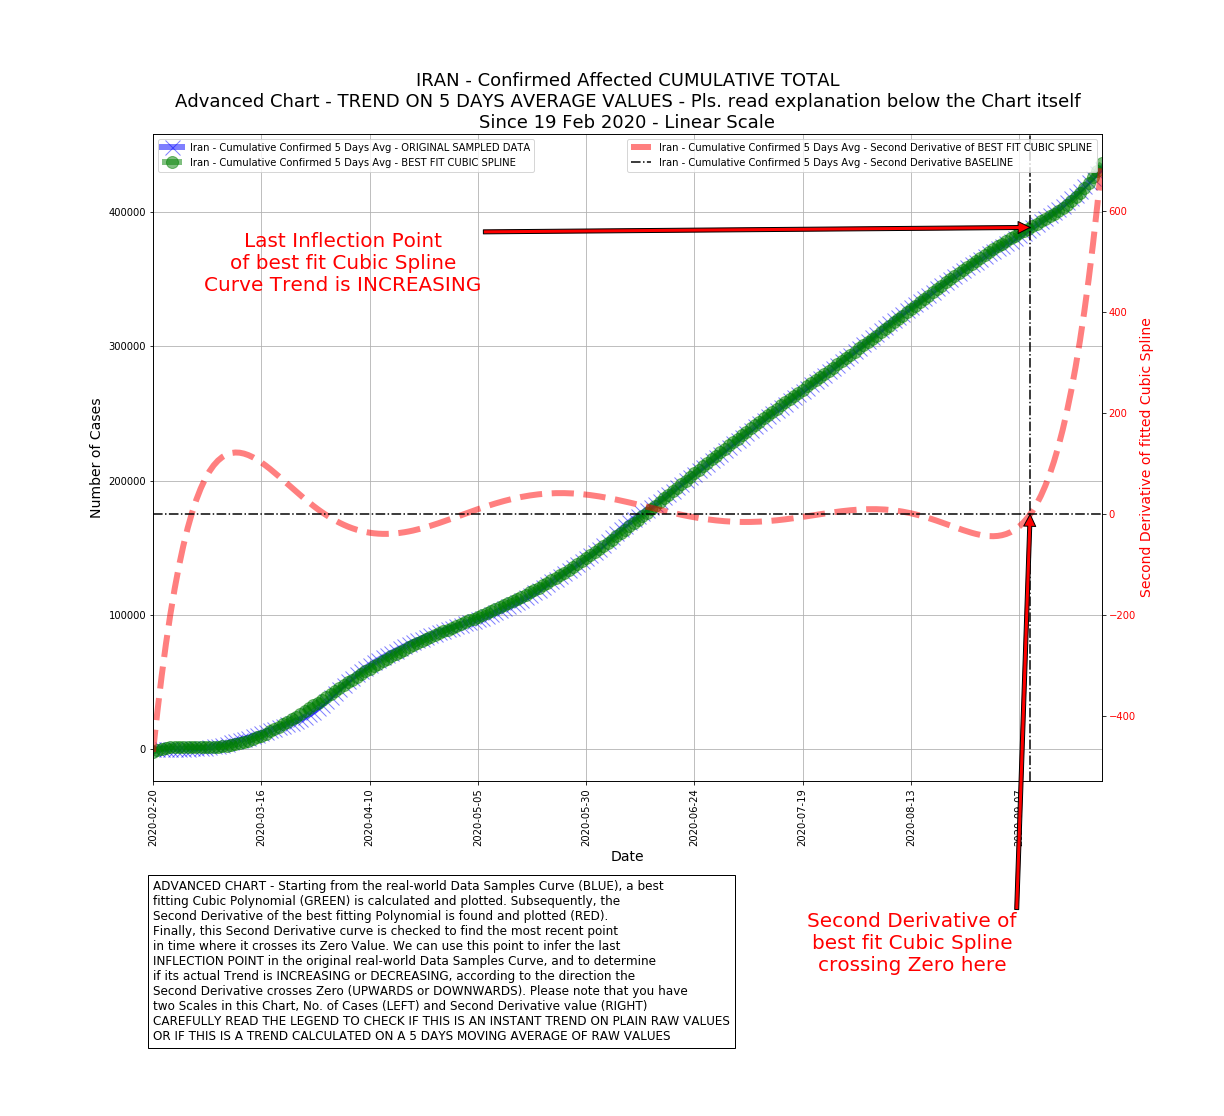 IRAN - Confirmed Affected CUMULATIVE TOTAL
Advanced Chart - TREND ON 5 DAYS AVERAGE VALUES - Pls. read explanation below the Chart itself
Since 19 Feb 2020 - Linear Scale
Iran - Cumulative Confirmed 5 Days Avg - ORIGINAL SAMPLED DATA
Iran - Cumulative Confirmed 5 Days Avg - BEST FIT CUBIC SPLINE
Iran - Cumulative Confirmed 5 Days Avg - Second Derivative of BEST FIT CUBIC SPLINE
Iran - Cumulative Confirmed 5 Days Avg - Second Derivative BASELINE
Last Inflection Point
of best fit Cubic Spline
Curve Trend is INCREASING
Number of Cases
400000
300000
200000
100000
0
600
400
200
0
−200
−400
Second Derivative of fitted Cubic Spline
2020-02-20
2020-03-16
2020-04-10
2020-05-05
2020-05-30
2020-06-24
2020-07-19
2020-08-13
2020-09-07
Date
ADVANCED CHART - Starting from the real-world Data Samples Curve (BLUE), a best
fitting Cubic Polynomial (GREEN) is calculated and plotted. Subsequently, the
Second Derivative of the best fitting Polynomial is found and plotted (RED).
Finally, this Second Derivative curve is checked to find the most recent point
in time where it crosses its Zero Value. We can use this point to infer the last
INFLECTION POINT in the original real-world Data Samples Curve, and to determine
if its actual Trend is INCREASING or DECREASING, according to the direction the
Second Derivative crosses Zero (UPWARDS or DOWNWARDS). Please note that you have
two Scales in this Chart, No. of Cases (LEFT) and Second Derivative value (RIGHT)
CAREFULLY READ THE LEGEND TO CHECK IF THIS IS AN INSTANT TREND ON PLAIN RAW VALUES
OR IF THIS IS A TREND CALCULATED ON A 5 DAYS MOVING AVERAGE OF RAW VALUES
Second Derivative of
best fit Cubic Spline
crossing Zero here